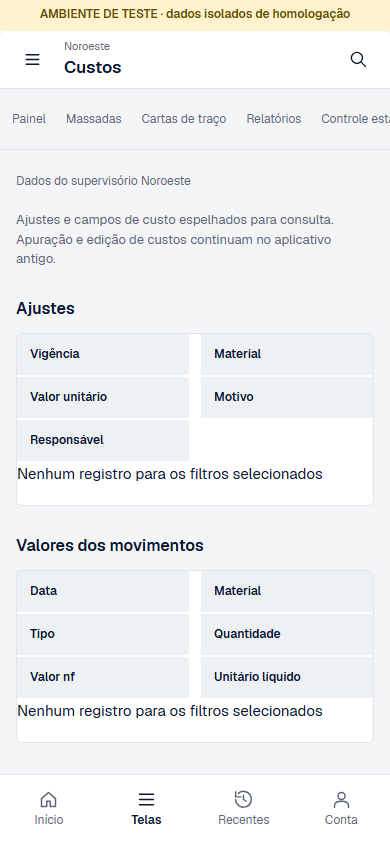 AMBIENTE DE TESTE · dados isolados de homologação
Noroeste
Custos
Painel Massadas Cartas de traço Relatórios Controle est
Dados do supervisório Noroeste
Ajustes e campos de custo espelhados para consulta.
Apuração e edição de custos continuam no aplicativo
antigo.
Ajustes
Vigência Material
Valor unitário Motivo
Responsável
Nenhum registro para os filtros selecionados
Valores dos movimentos
Data Material
Tipo Quantidade
Valor nf Unitário líquido
Nenhum registro para os filtros selecionados
Início Telas Recentes Conta